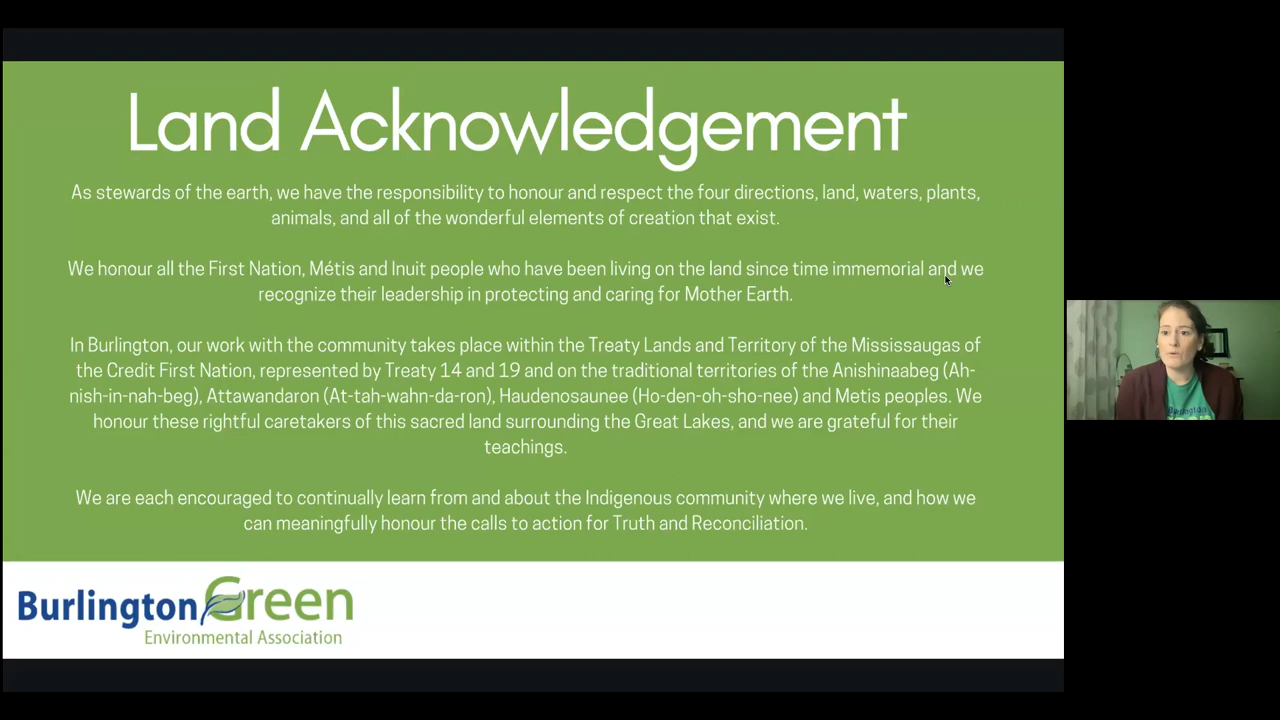 Land Acknowledgement
As stewards of the earth, we have the responsibility to honour and respect the four directions, land, waters, plants,
animals, and all of the wonderful elements of creation that exist.
We honour all the First Nation, Métis and Inuit people who have been living on the land since time immemorial and we
recognize their leadership in protecting and caring for Mother Earth.
In Burlington, our work with the community takes place within the Treaty Lands and Territory of the Mississaugas of
the Credit First Nation, represented by Treaty 14 and 19 and on the traditional territories of the Anishinaabeg (Ah-
nish-in-nah-beg), Attawandaron (At-tah-wahn-da-ron), Haudenosaunee (Ho-den-oh-sho-nee) and Metis peoples. We
honour these rightful caretakers of this sacred land surrounding the Great Lakes, and we are grateful for their
teachings.
We are each encouraged to continually learn from and about the Indigenous community where we live, and how we
can meaningfully honour the calls to action for Truth and Reconciliation.
BurlingtonGreen
Environmental Association
Burlington